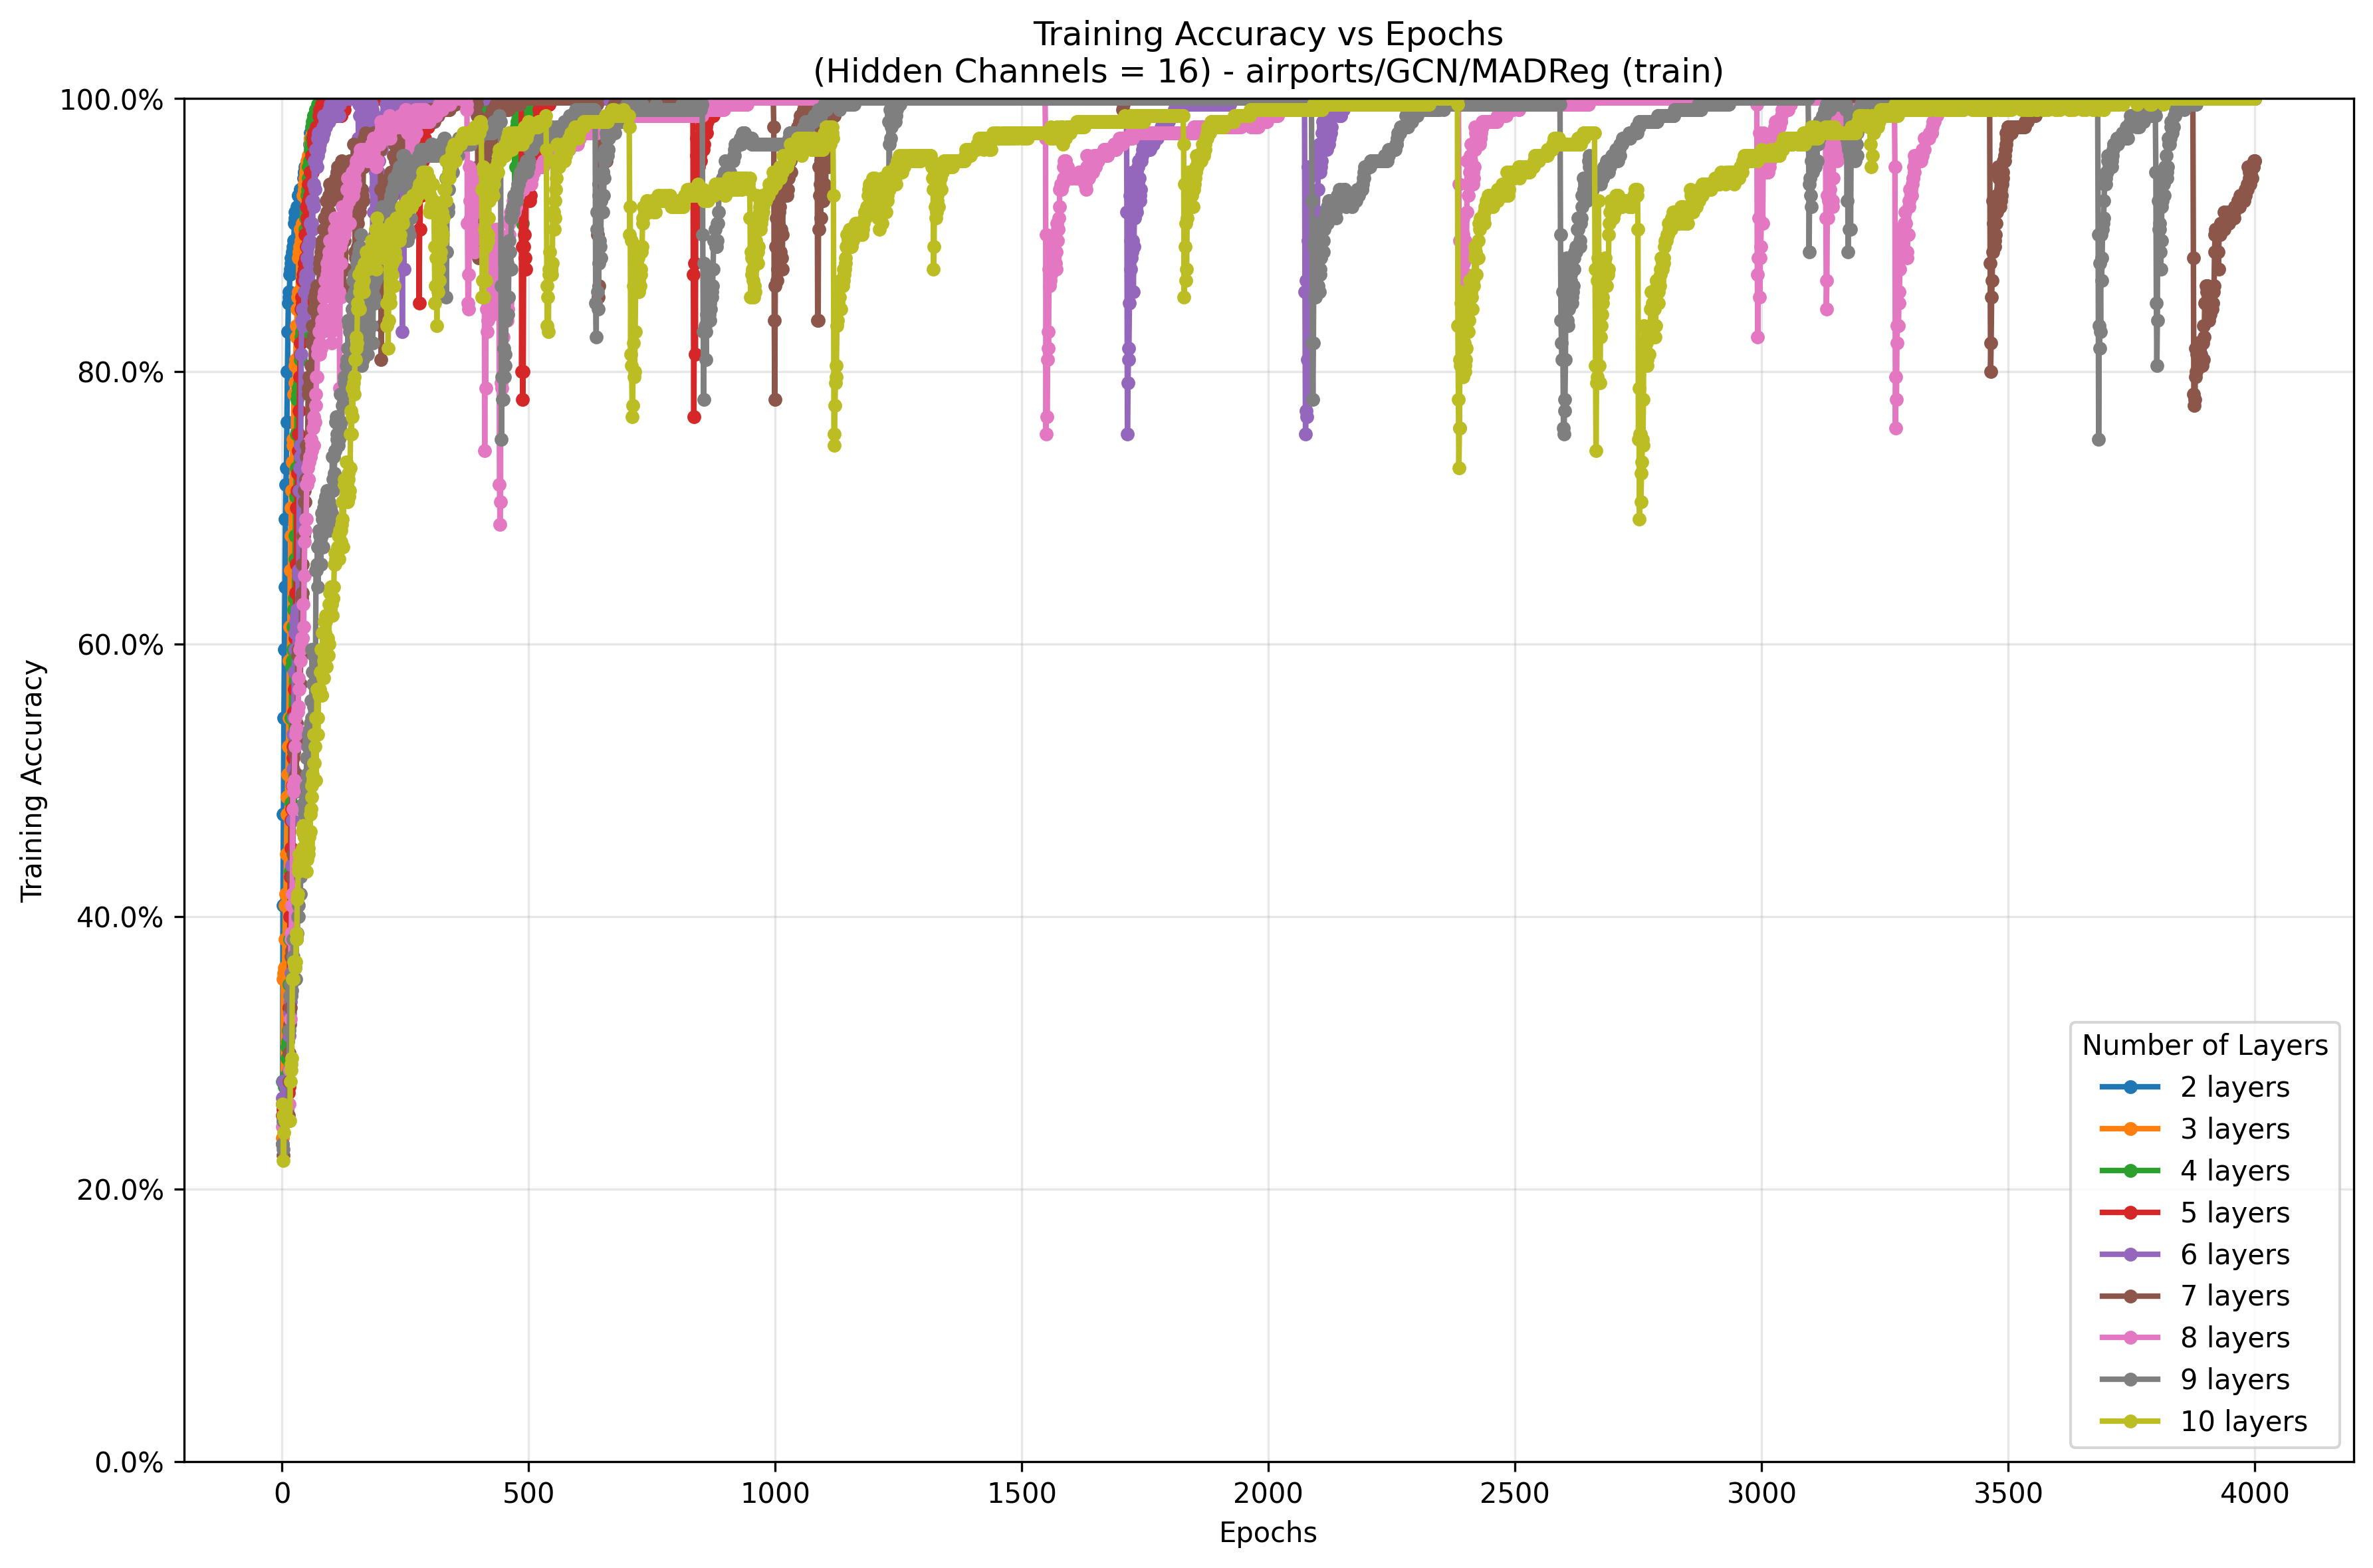 Training Accuracy vs Epochs
(Hidden Channels = 16) - airports/GCN/MADReg (train)
Training Accuracy
100.0%
80.0%
60.0%
40.0%
20.0%
0.0%
0 500 1000 1500 2000 2500 3000 3500 4000
Epochs
Number of Layers
2 layers
3 layers
4 layers
5 layers
6 layers
7 layers
8 layers
9 layers
10 layers